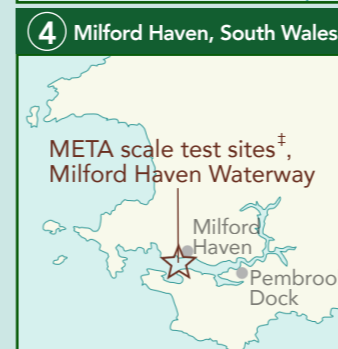 4 Milford Haven, South Wales
META scale test sites‡,
Milford Haven Waterway
Milford
Haven
Pembroo
Dock